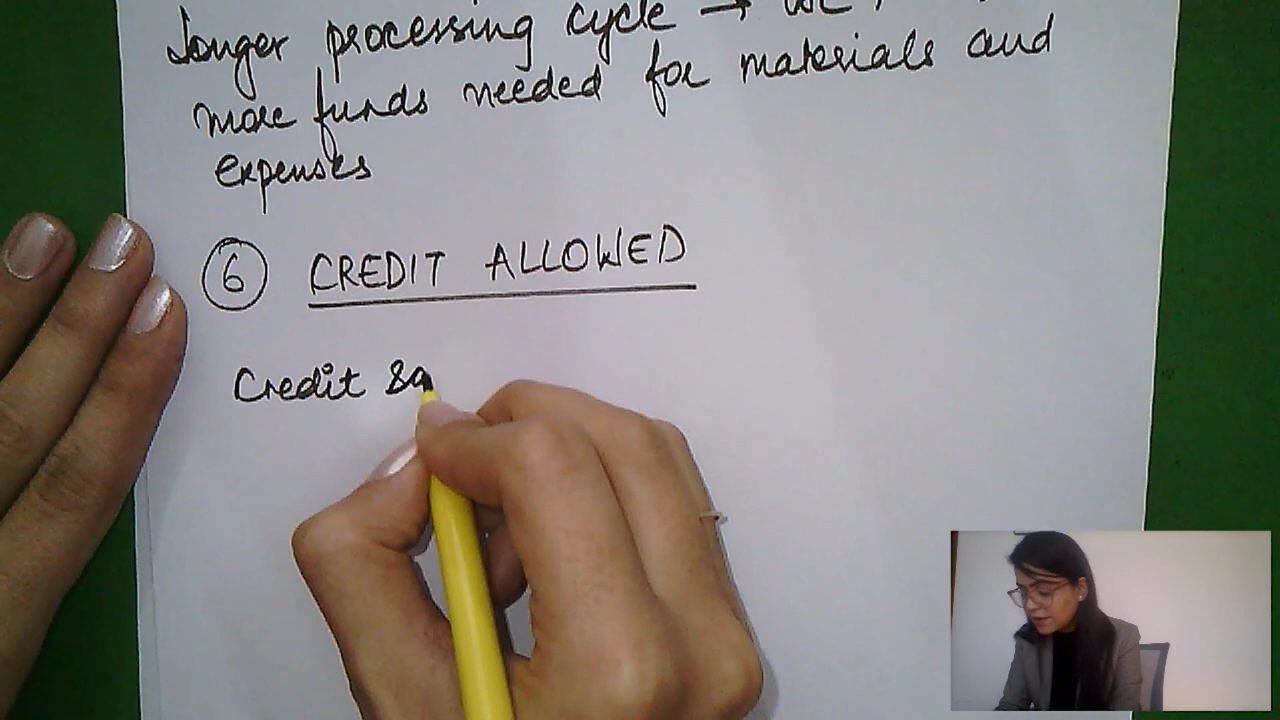 Longer processing cycle →
more funds needed for materials and
expenses
6 CREDIT ALLOWED
Credit Sa